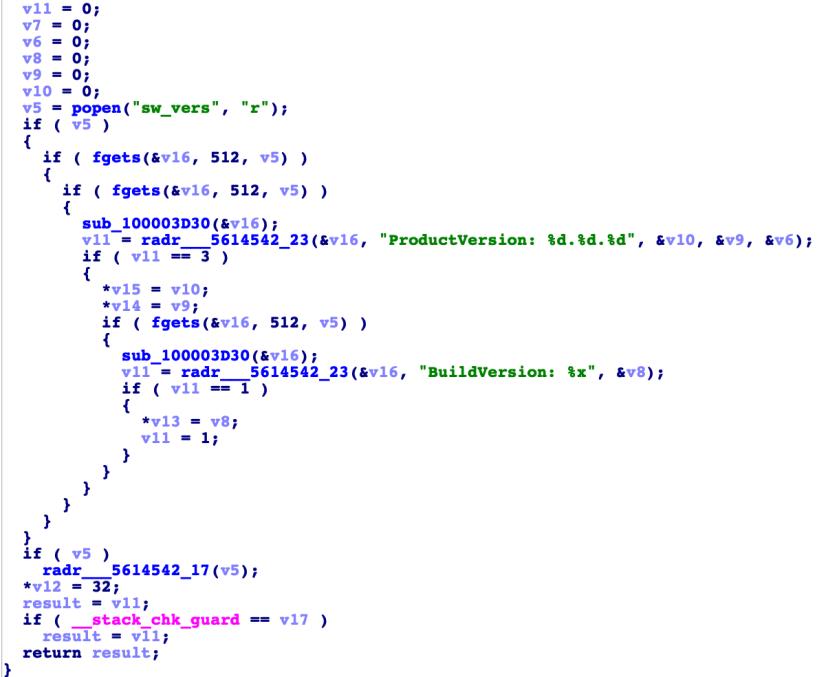 v11 = 0;
v7 = 0;
v6 = 0;
v8 = 0;
v9 = 0;
v10 = 0;
v5 = popen("sw_vers", "r");
if ( v5 )
{
if ( fgets(&v16, 512, v5) )
{
if ( fgets(&v16, 512, v5) )
{
sub_100003D30(&v16);
v11 = radr___5614542_23(&v16, "ProductVersion: %d.%d.%d", &v10, &v9, &v6);
if ( v11 == 3 )
{
*v15 = v10;
*v14 = v9;
if ( fgets(&v16, 512, v5) )
{
sub_100003D30(&v16);
v11 = radr___5614542_23(&v16, "BuildVersion: %x", &v8);
if ( v11 == 1 )
{
*v13 = v8;
v11 = 1;
}
}
}
}
}
}
if ( v5 )
radr___5614542_17(v5);
*v12 = 32;
result = v11;
if ( __stack_chk_guard == v17 )
result = v11;
return result;
}